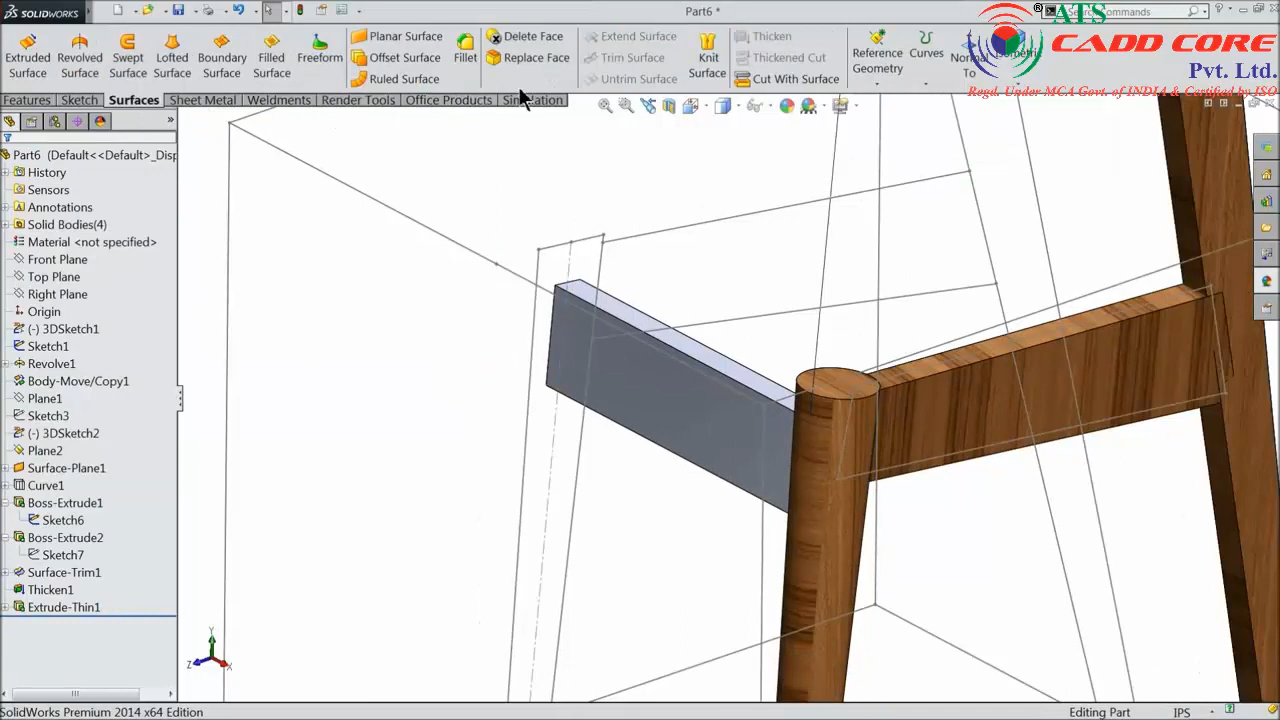 SOLIDWORKS
Part6 *
Commands
ATS
CADD CORE
Pvt. Ltd.
Regd. Under MCA Govt. of INDIA & Certified by ISO
®
Extruded Surface
Revolved Surface
Swept Surface
Lofted Surface
Boundary Surface
Filled Surface
Freeform
Planar Surface
Offset Surface
Ruled Surface
Fillet
Delete Face
Replace Face
Extend Surface
Trim Surface
Untrim Surface
Knit Surface
Thicken
Thickened Cut
Cut With Surface
Reference Geometry
Curves
Normal To
Features
Sketch
Surfaces
Sheet Metal
Weldments
Render Tools
Office Products
Part6 (Default<<Default>_Disp
History
Sensors
Annotations
Solid Bodies(4)
Material <not specified>
Front Plane
Top Plane
Right Plane
Origin
(-) 3DSketch1
Sketch1
Revolve1
Body-Move/Copy1
Plane1
Sketch3
(-) 3DSketch2
Plane2
Surface-Plane1
Curve1
Boss-Extrude1
Sketch6
Boss-Extrude2
Sketch7
Surface-Trim1
Thicken1
Extrude-Thin1
Y
Z
X
SolidWorks Premium 2014 x64 Edition
Editing Part
IPS